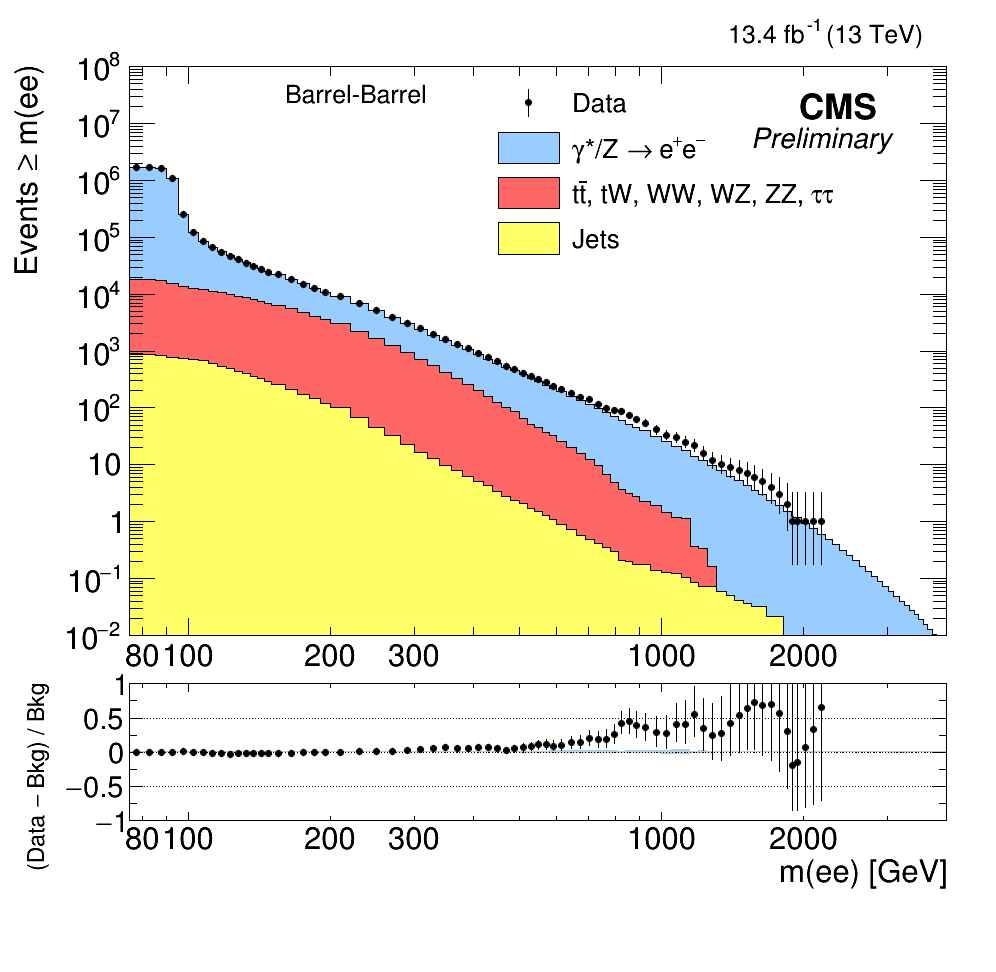 13.4 fb⁻¹ (13 TeV)
Events ≥ m(ee)
10⁸
10⁷
10⁶
10⁵
10⁴
10³
10²
10
1
10⁻¹
10⁻²
Barrel-Barrel
Data
γ*/Z → e⁺e⁻
tt̄, tW, WW, WZ, ZZ, ττ
Jets
CMS
Preliminary
80 100 200 300 1000 2000
(Data − Bkg) / Bkg
1
0.5
0
−0.5
−1
80 100 200 300 1000 2000
m(ee) [GeV]